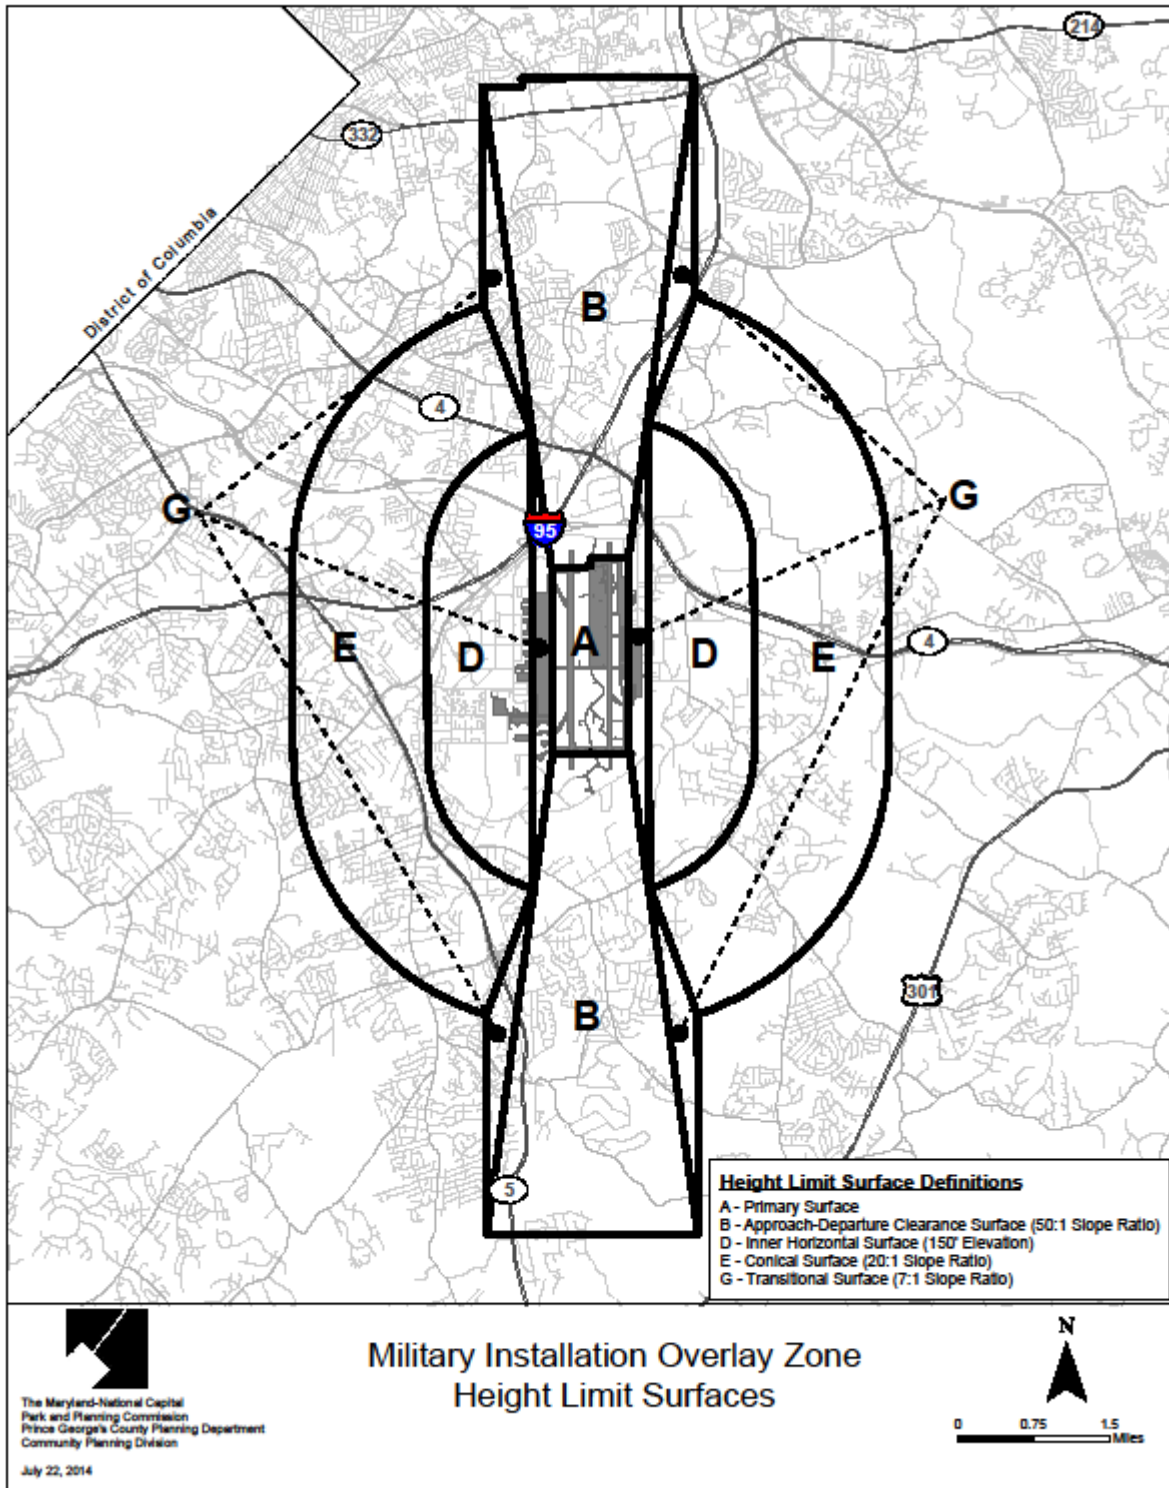 214
332
District of Columbia
B
4
G
G
95
E
D
A
D
E
4
B
301
5
Height Limit Surface Definitions
A - Primary Surface
B - Approach-Departure Clearance Surface (50:1 Slope Ratio)
D - Inner Horizontal Surface (150' Elevation)
E - Conical Surface (20:1 Slope Ratio)
G - Transitional Surface (7:1 Slope Ratio)
Military Installation Overlay Zone
Height Limit Surfaces
N
0 0.75 1.5
Miles
The Maryland-National Capital
Park and Planning Commission
Prince George's County Planning Department
Community Planning Division
July 22, 2014